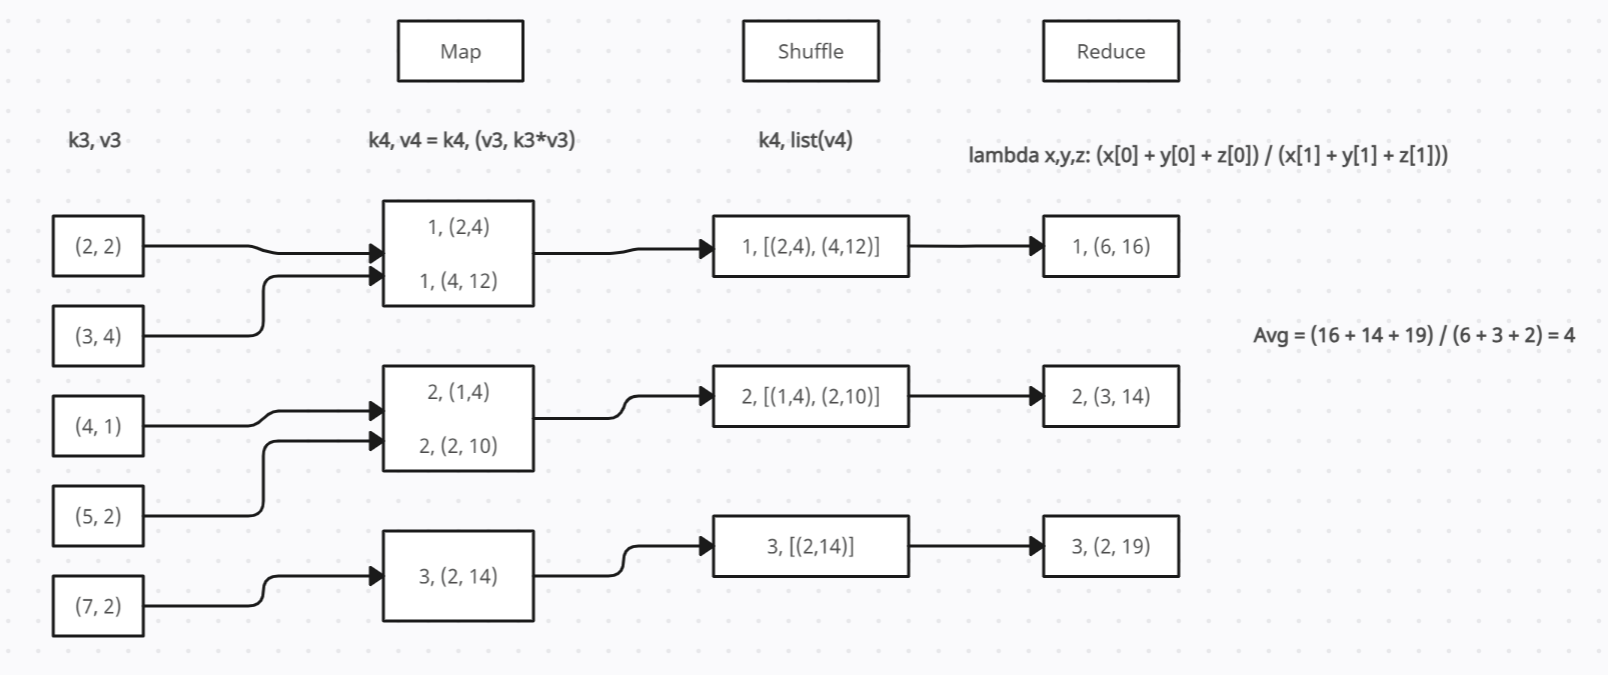 Map
Shuffle
Reduce
k3, v3
k4, v4 = k4, (v3, k3*v3)
k4, list(v4)
lambda x,y,z: (x[0] + y[0] + z[0]) / (x[1] + y[1] + z[1]))
(2, 2)
1, (2,4)
1, (4, 12)
1, [(2,4), (4,12)]
1, (6, 16)
(3, 4)
Avg = (16 + 14 + 19) / (6 + 3 + 2) = 4
(4, 1)
2, (1,4)
2, (2, 10)
2, [(1,4), (2,10)]
2, (3, 14)
(5, 2)
3, (2, 14)
3, [(2,14)]
3, (2, 19)
(7, 2)